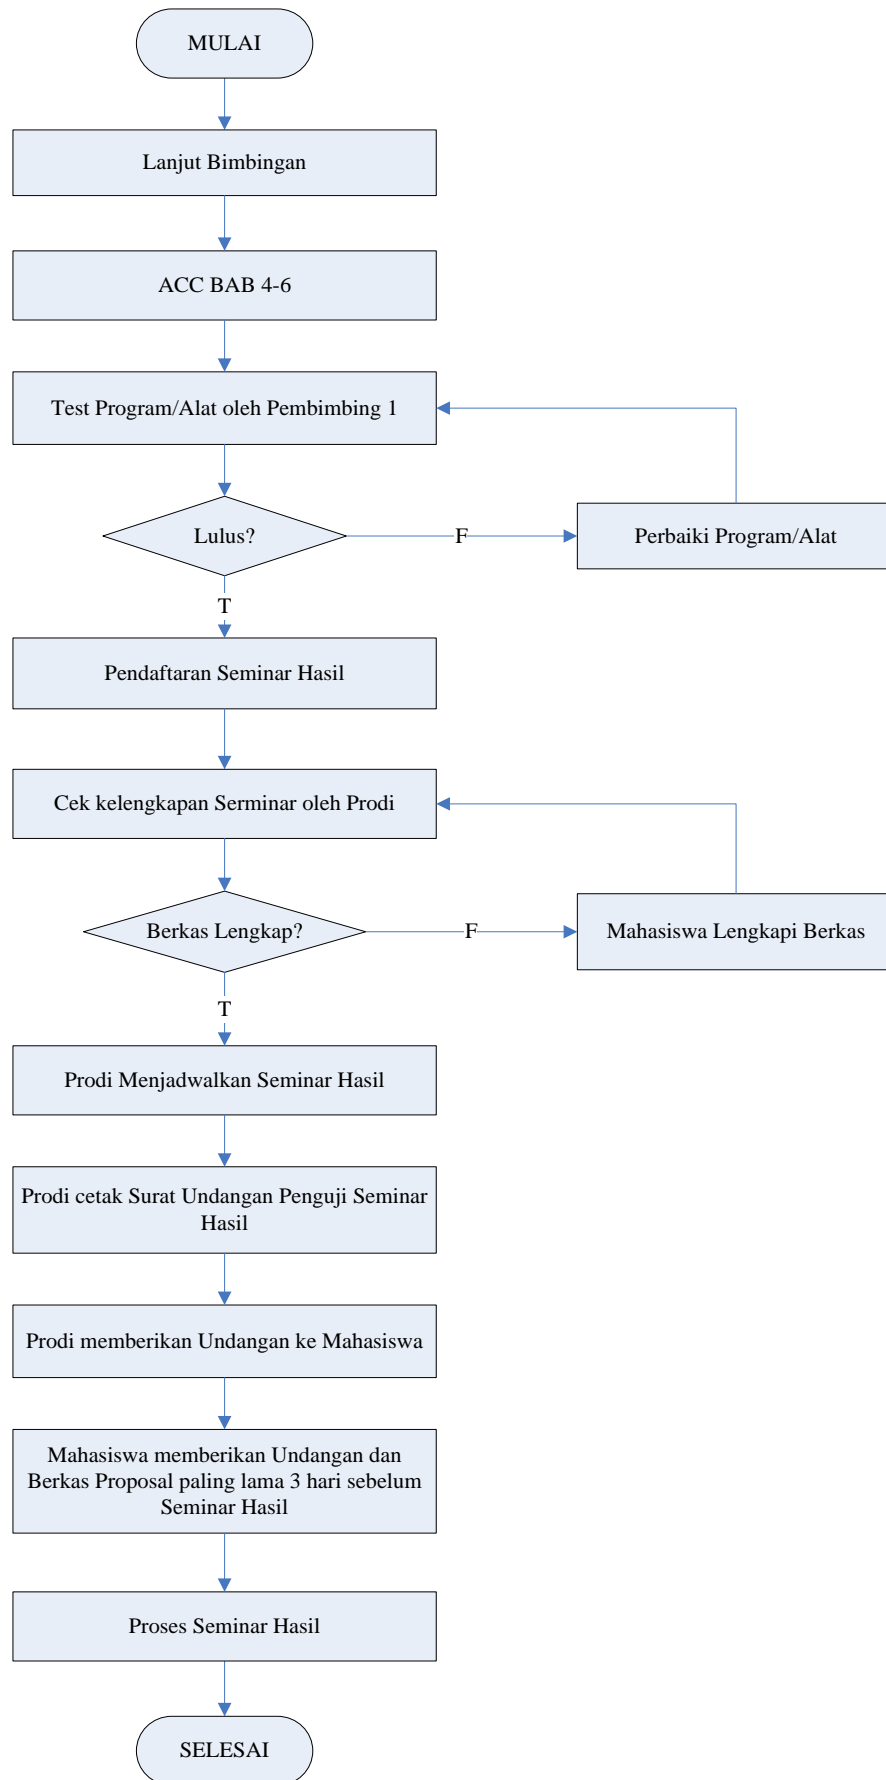 MULAI
Lanjut Bimbingan
ACC BAB 4-6
Test Program/Alat oleh Pembimbing 1
Lulus?
F
Perbaiki Program/Alat
T
Pendaftaran Seminar Hasil
Cek kelengkapan Serminar oleh Prodi
Berkas Lengkap?
F
Mahasiswa Lengkapi Berkas
T
Prodi Menjadwalkan Seminar Hasil
Prodi cetak Surat Undangan Penguji Seminar
Hasil
Prodi memberikan Undangan ke Mahasiswa
Mahasiswa memberikan Undangan dan
Berkas Proposal paling lama 3 hari sebelum
Seminar Hasil
Proses Seminar Hasil
SELESAI